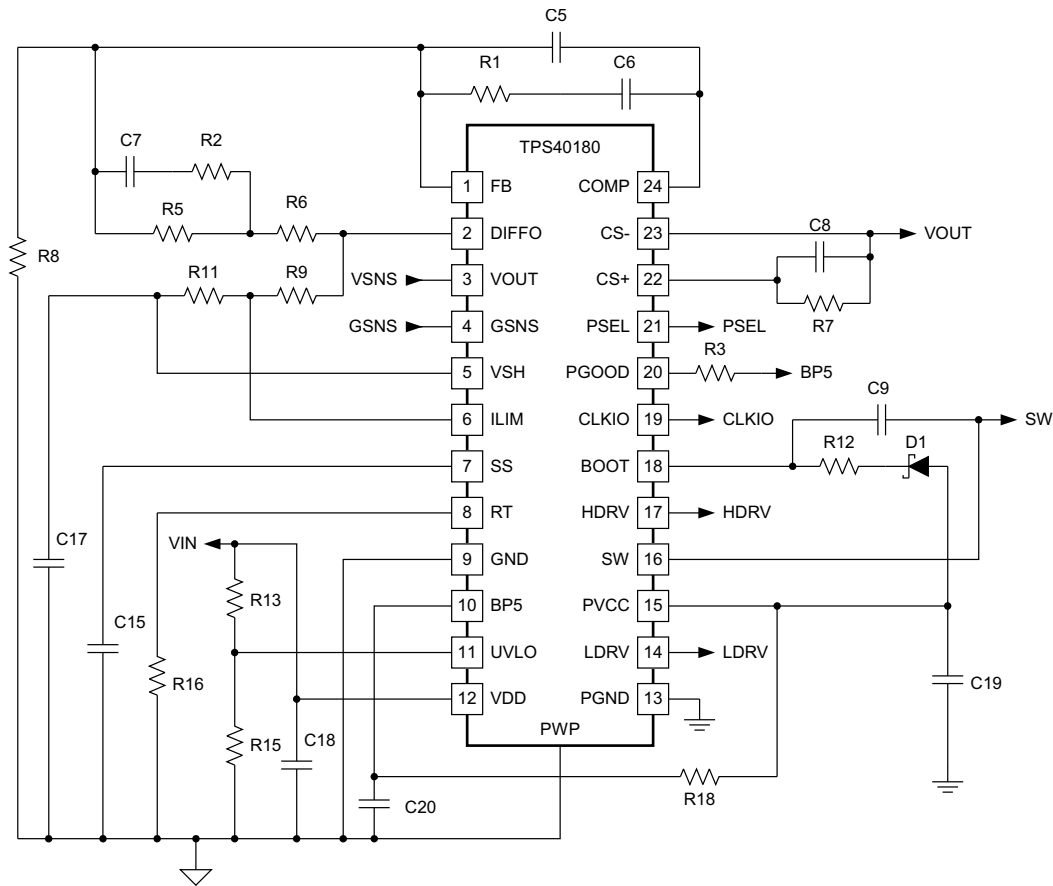 C5
R1
C6
TPS40180
C7
R2
1
FB
COMP
24
R5
R6
C8
2
DIFFO
CS-
23
VOUT
R8
R11
R9
VSNS
3
VOUT
CS+
22
R7
GSNS
4
GSNS
PSEL
21
PSEL
R3
5
VSH
PGOOD
20
BP5
C9
6
ILIM
CLKIO
19
CLKIO
SW
R12
D1
7
SS
BOOT
18
8
RT
HDRV
17
HDRV
C17
VIN
9
GND
SW
16
R13
10
BP5
PVCC
15
C15
11
UVLO
LDRV
14
LDRV
R16
C19
12
VDD
PGND
13
PWP
R15
C18
R18
C20